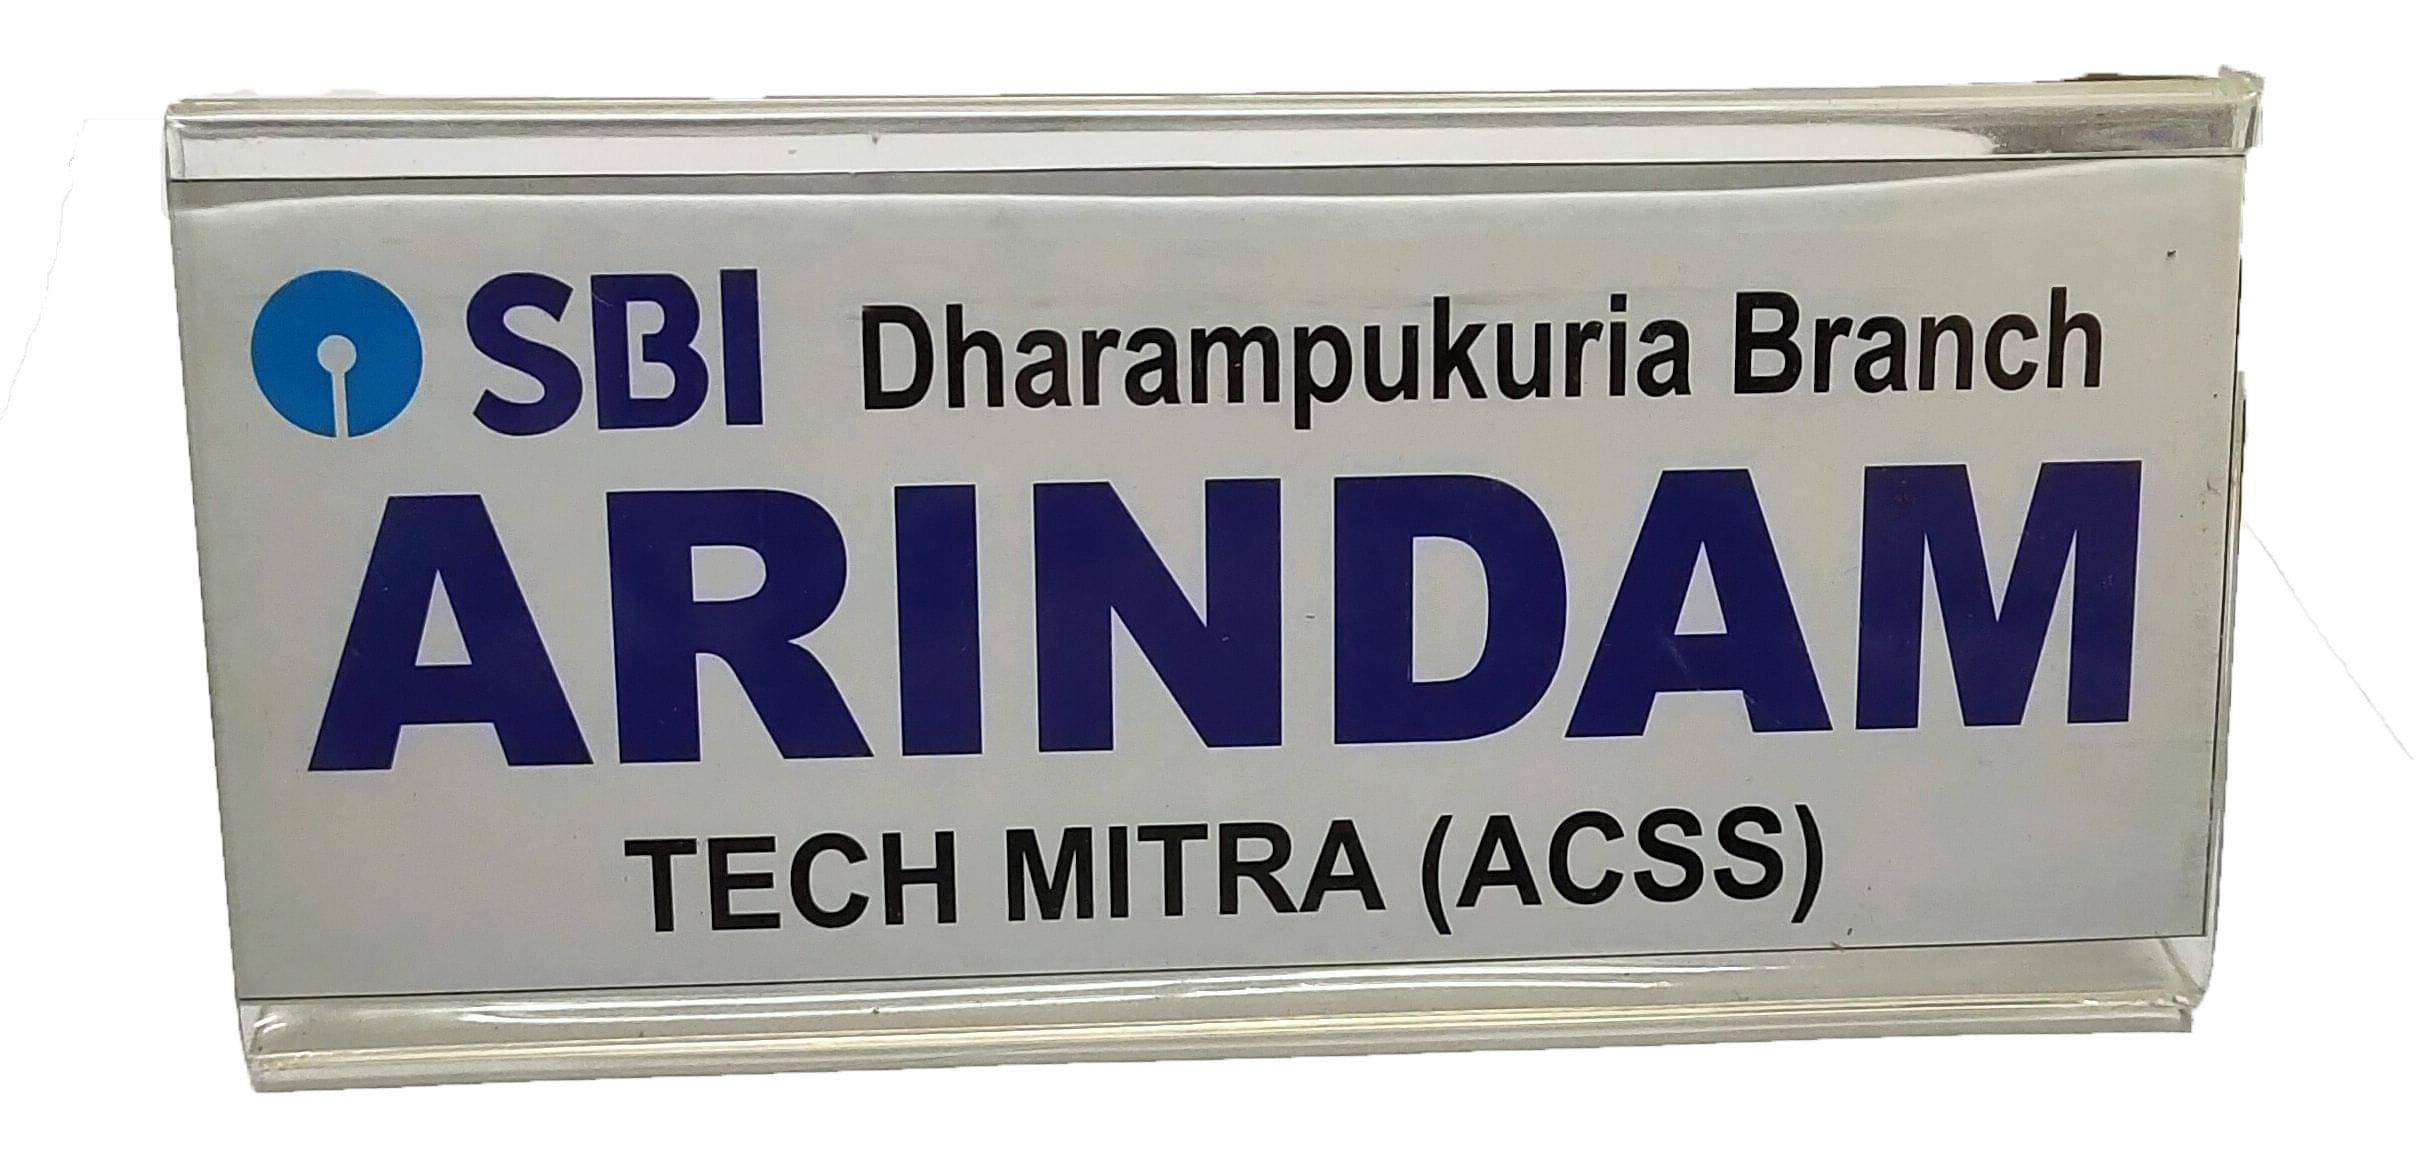 SBI Dharampukuria Branch
ARINDAM
TECH MITRA (ACSS)